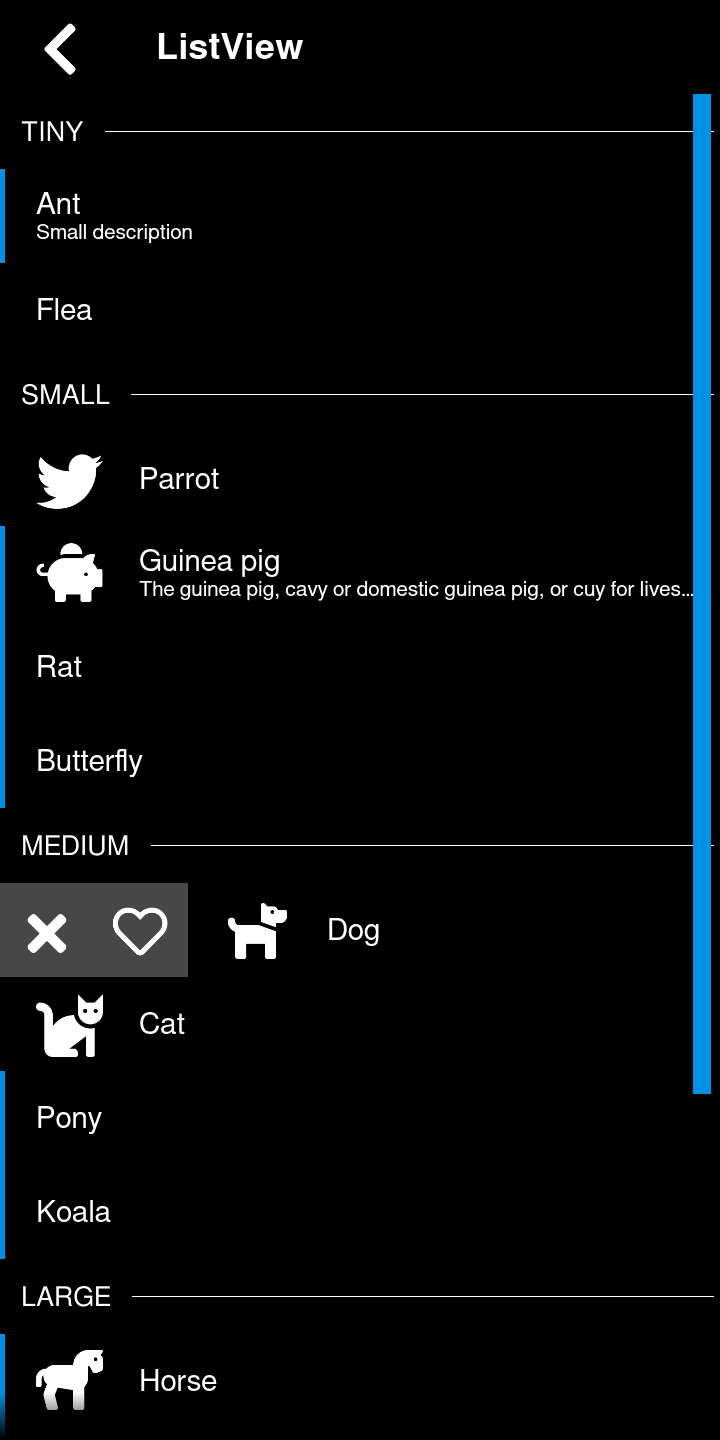 ListView
TINY
Ant
Small description
Flea
SMALL
Parrot
Guinea pig
The guinea pig, cavy or domestic guinea pig, or cuy for lives...
Rat
Butterfly
MEDIUM
Dog
Cat
Pony
Koala
LARGE
Horse